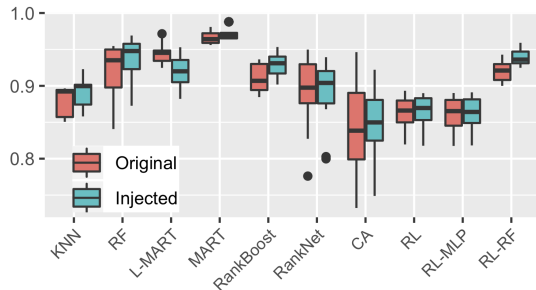 1.0
0.9
0.8
Original
Injected
KNN
RF
L-MART
MART
RankBoost
RankNet
CA
RL
RL-MLP
RL-RF